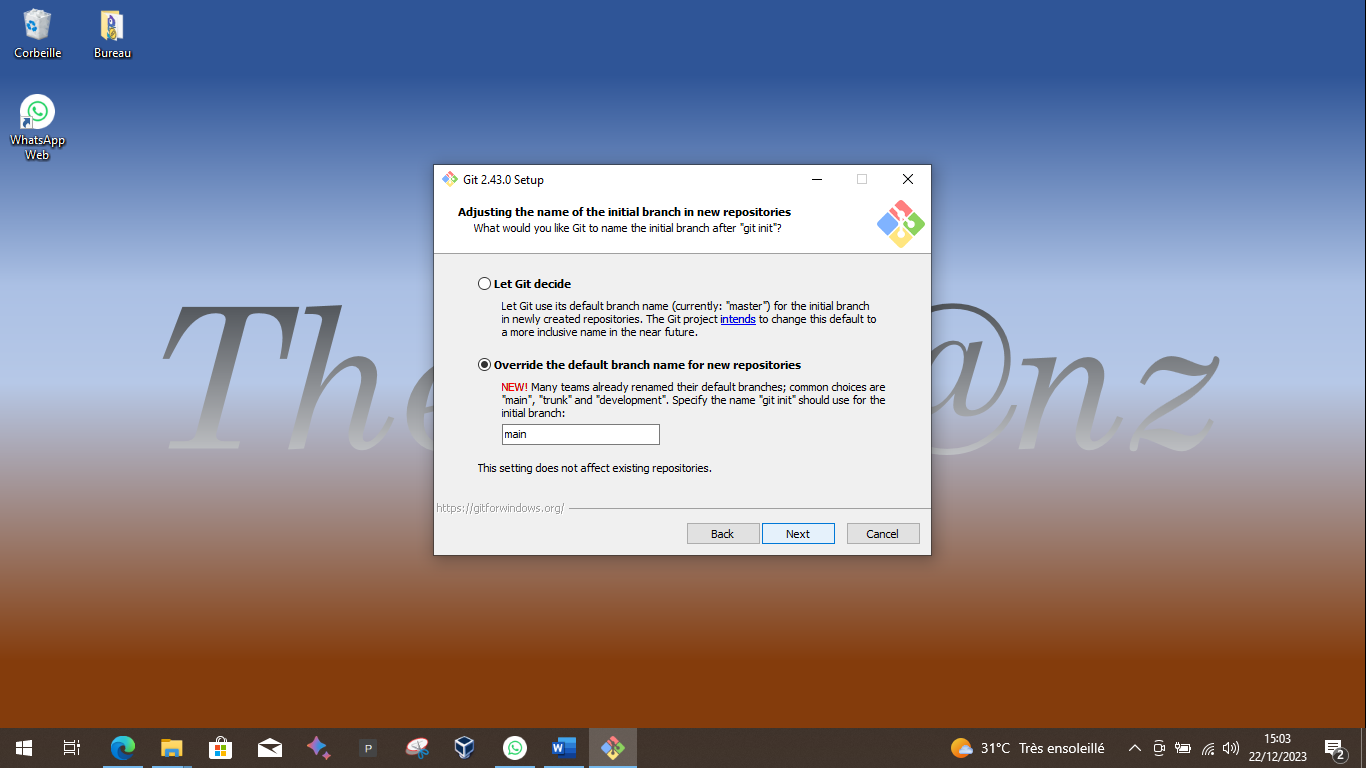 Corbeille
Bureau
WhatsApp
Web
Git 2.43.0 Setup
Adjusting the name of the initial branch in new repositories
What would you like Git to name the initial branch after "git init"?
Let Git decide
Let Git use its default branch name (currently: "master") for the initial branch
in newly created repositories. The Git project intends to change this default to
a more inclusive name in the near future.
Override the default branch name for new repositories
NEW! Many teams already renamed their default branches; common choices are
"main", "trunk" and "development". Specify the name "git init" should use for the
initial branch:
main
This setting does not affect existing repositories.
https://gitforwindows.org/
Back
Next
Cancel
The
@nz
P
W
31°C Très ensoleillé
15:03
22/12/2023
2